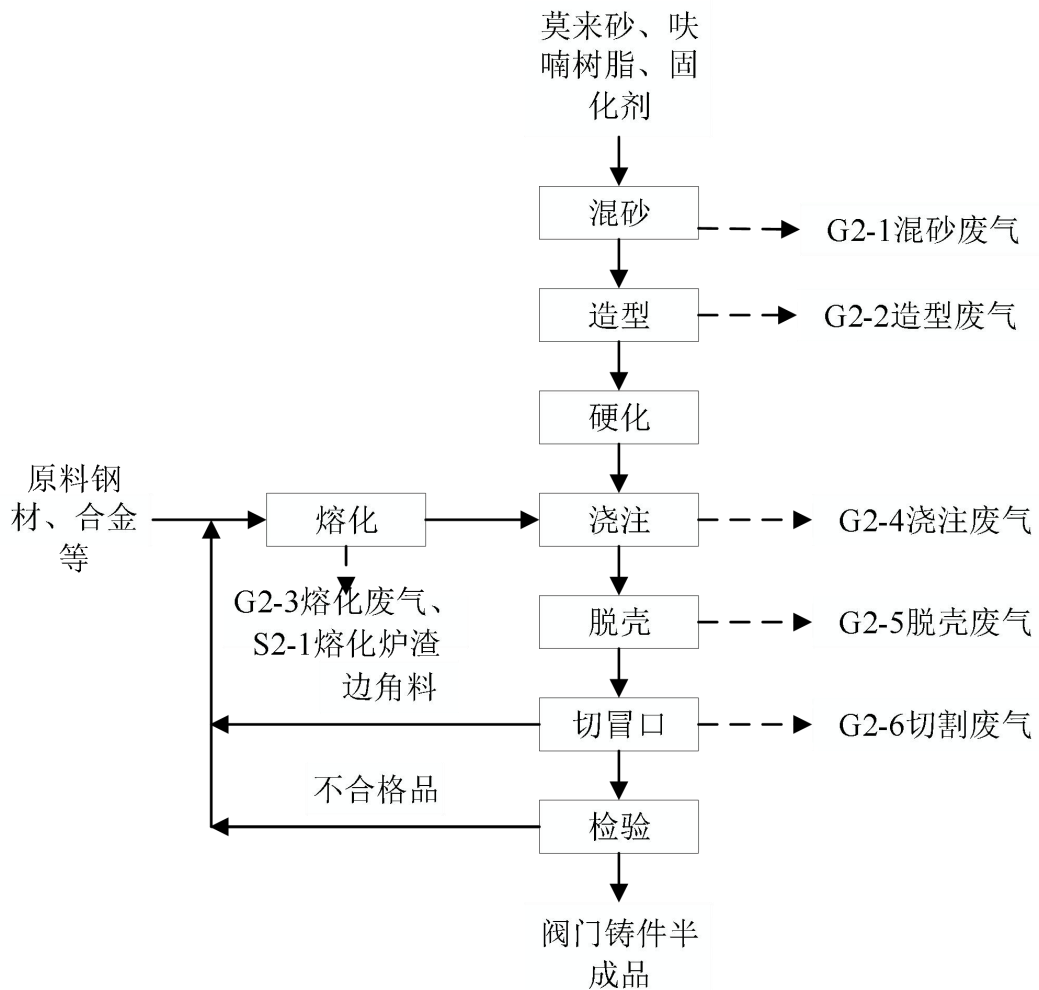 莫来砂、呋
喃树脂、固
化剂
混砂
G2-1混砂废气
造型
G2-2造型废气
硬化
原料钢
材、合金
等
熔化
浇注
G2-4浇注废气
G2-3熔化废气、
S2-1熔化炉渣
脱壳
G2-5脱壳废气
边角料
切冒口
G2-6切割废气
不合格品
检验
阀门铸件半
成品